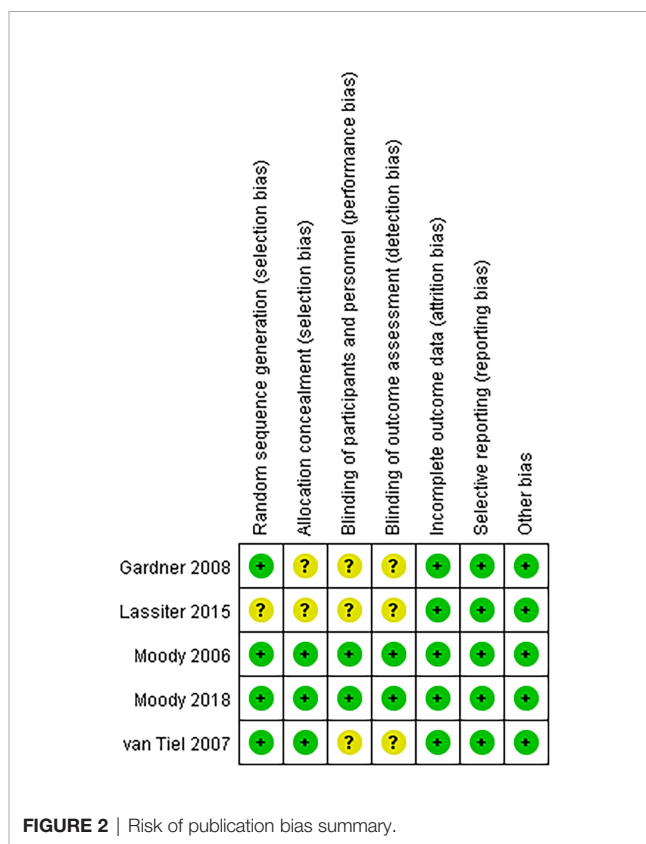 Random sequence generation (selection bias)
Allocation concealment (selection bias)
Blinding of participants and personnel (performance bias)
Blinding of outcome assessment (detection bias)
Incomplete outcome data (attrition bias)
Selective reporting (reporting bias)
Other bias
Gardner 2008 + ? ? ? + + +
Lassiter 2015 ? ? ? ? + + +
Moody 2006 + + + + + + +
Moody 2018 + + + + + + +
van Tiel 2007 + + ? ? + + +
FIGURE 2 | Risk of publication bias summary.